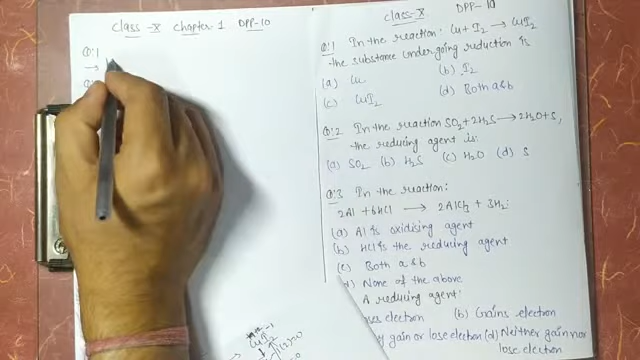 Class -X Chapter 1 DPP-10
Q:1
→
class-X DPP-10
Q:1 In the reaction: Cu + I2 → CuI2
the substance undergoing reduction is
(a) Cu (b) I2
(c) CuI2 (d) Both a&b
Q:2 In the reaction SO2+2H2S→2H2O+S,
the reducing agent is:
(a) SO2 (b) H2S (c) H2O (d) S
Q:3 In the reaction:
2Al + 6HCl → 2AlCl3 + 3H2:
(a) Al is oxidising agent
(b) HCl is the reducing agent
(c) Both a & b
None of the above
A reducing agent:
electron (b) Gains electron
gain or lose electron (d) Neither gain nor
lose electron